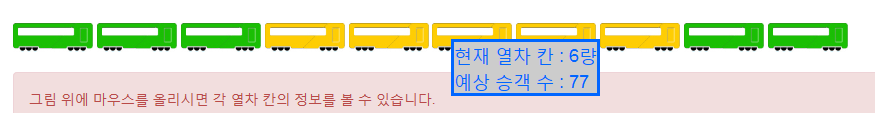 현재 열차 칸 : 6량
예상 승객 수 : 77
그림 위에 마우스를 올리시면 각 열차 칸의 정보를 볼 수 있습니다.